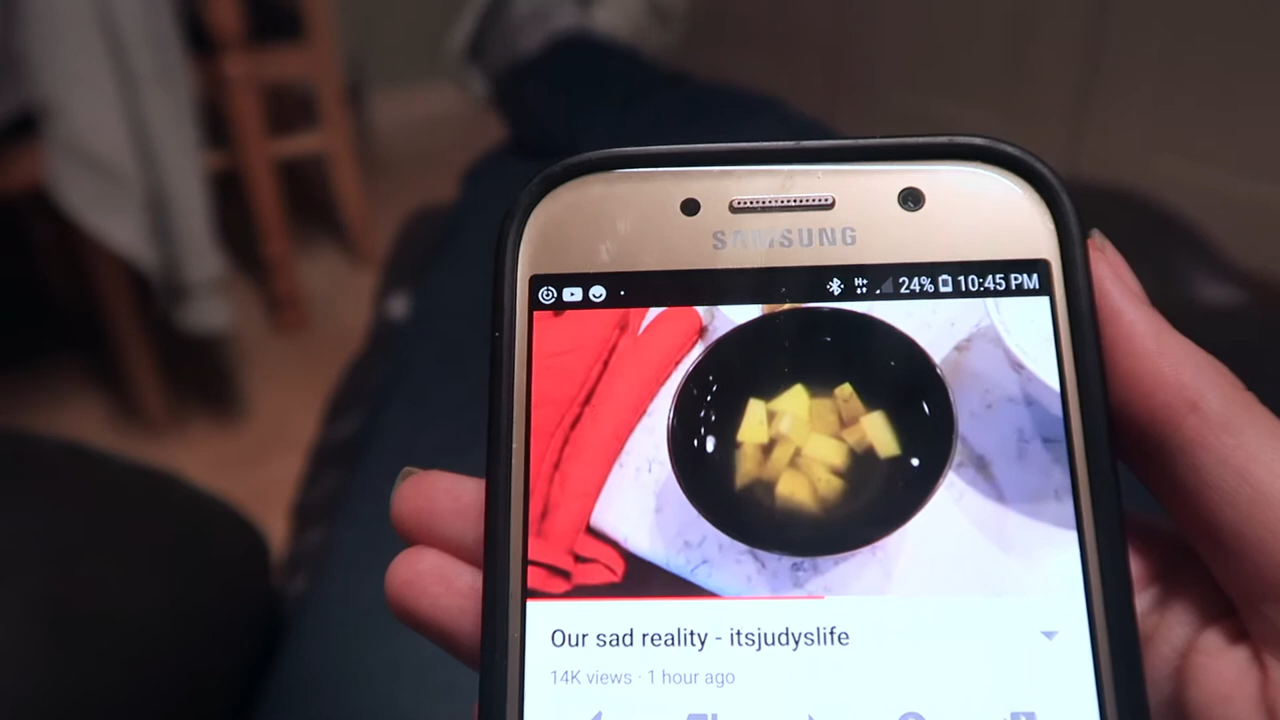 SAMSUNG
H+ 24% 10:45 PM
Our sad reality - itsjudyslife
14K views · 1 hour ago